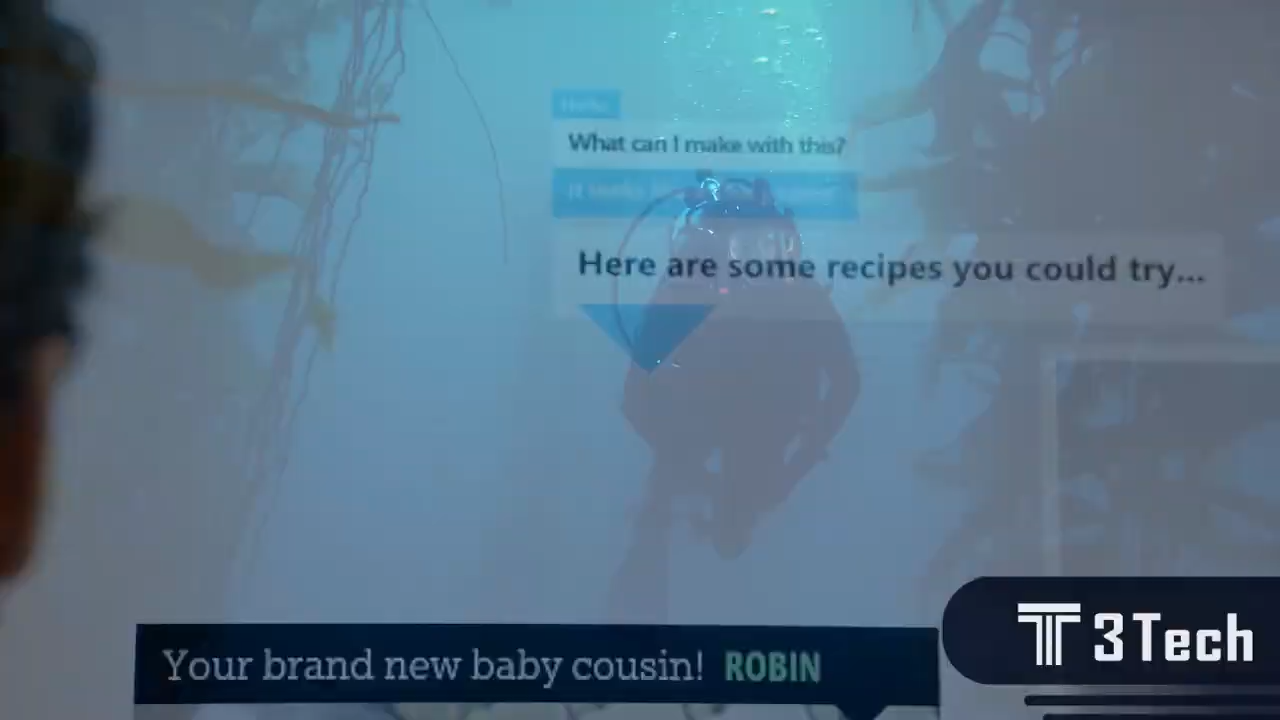 Hello.
What can I make with this?
Here are some recipes you could try...
Your brand new baby cousin! ROBIN
3Tech